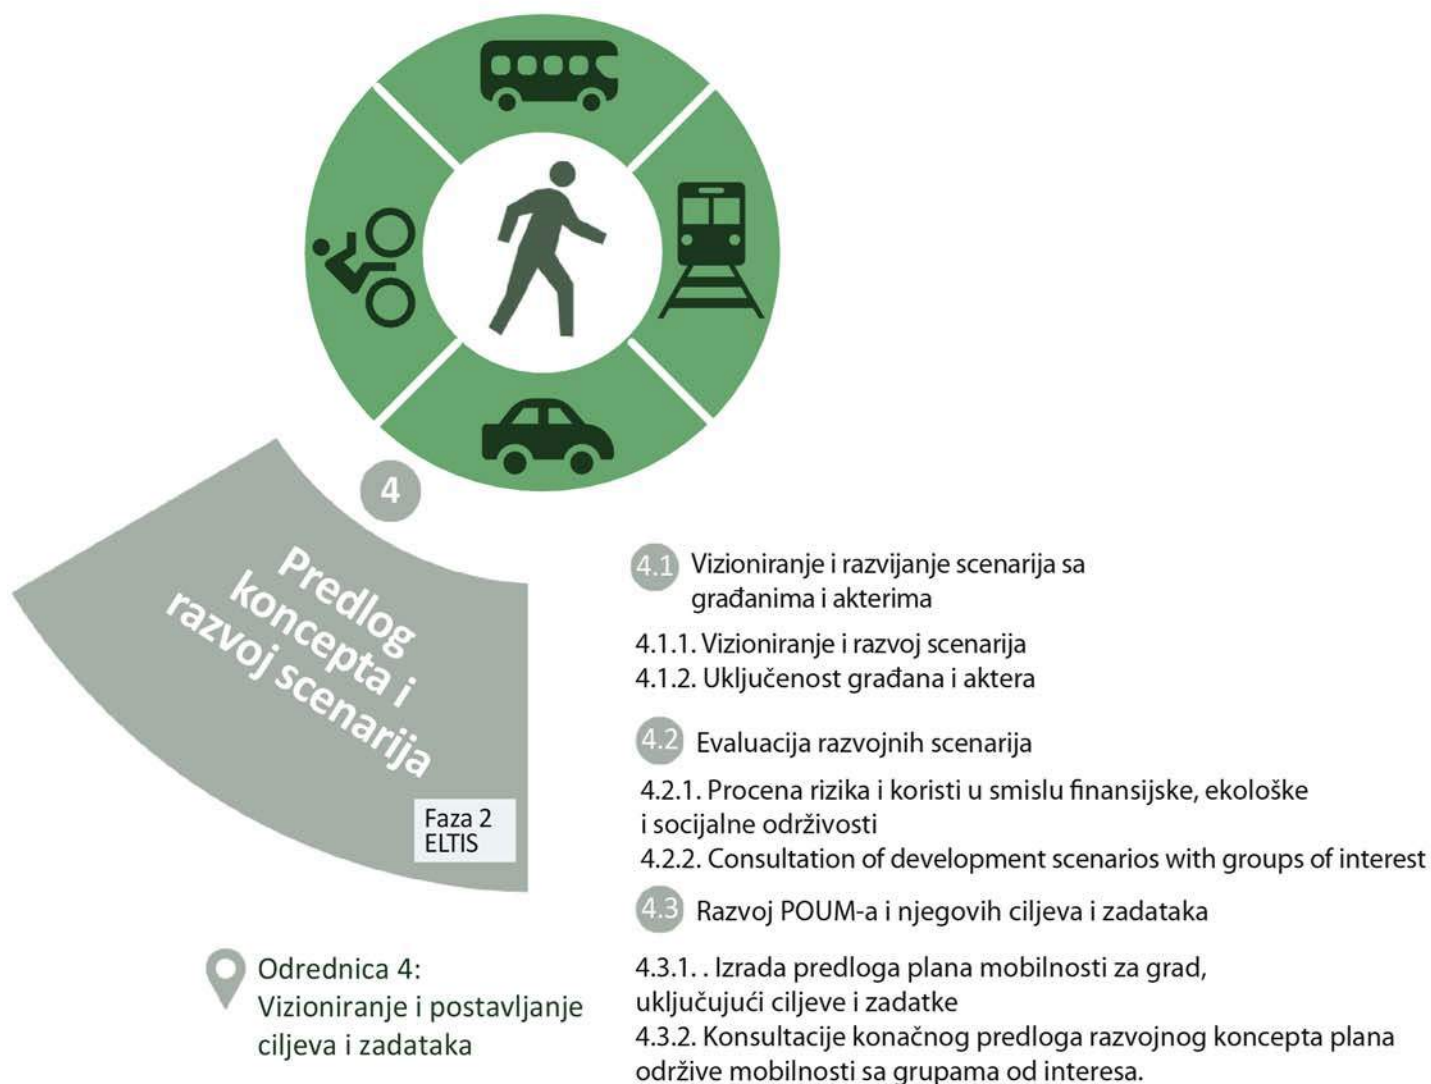 4
Predlog
koncepta i
razvoj scenarija
Faza 2
ELTIS
Odrednica 4:
Vizioniranje i postavljanje
ciljeva i zadataka
4.1 Vizioniranje i razvijanje scenarija sa
građanima i akterima
4.1.1. Vizioniranje i razvoj scenarija
4.1.2. Uključenost građana i aktera
4.2 Evaluacija razvojnih scenarija
4.2.1. Procena rizika i koristi u smislu finansijske, ekološke
i socijalne održivosti
4.2.2. Consultation of development scenarios with groups of interest
4.3 Razvoj POUM-a i njegovih ciljeva i zadataka
4.3.1. . Izrada predloga plana mobilnosti za grad,
uključujući ciljeve i zadatke
4.3.2. Konsultacije konačnog predloga razvojnog koncepta plana
održive mobilnosti sa grupama od interesa.